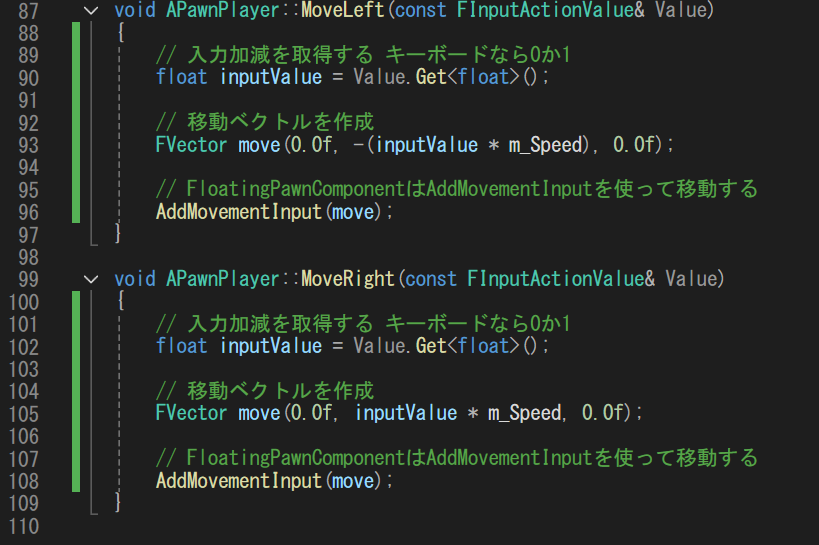 87 void APawnPlayer::MoveLeft(const FInputActionValue& Value)
88 {
89 // 入力加減を取得する キーボードなら0か1
90 float inputValue = Value.Get<float>();
91
92 // 移動ベクトルを作成
93 FVector move(0.0f, -(inputValue * m_Speed), 0.0f);
94
95 // FloatingPawnComponentはAddMovementInputを使って移動する
96 AddMovementInput(move);
97 }
98
99 void APawnPlayer::MoveRight(const FInputActionValue& Value)
100 {
101 // 入力加減を取得する キーボードなら0か1
102 float inputValue = Value.Get<float>();
103
104 // 移動ベクトルを作成
105 FVector move(0.0f, inputValue * m_Speed, 0.0f);
106
107 // FloatingPawnComponentはAddMovementInputを使って移動する
108 AddMovementInput(move);
109 }
110